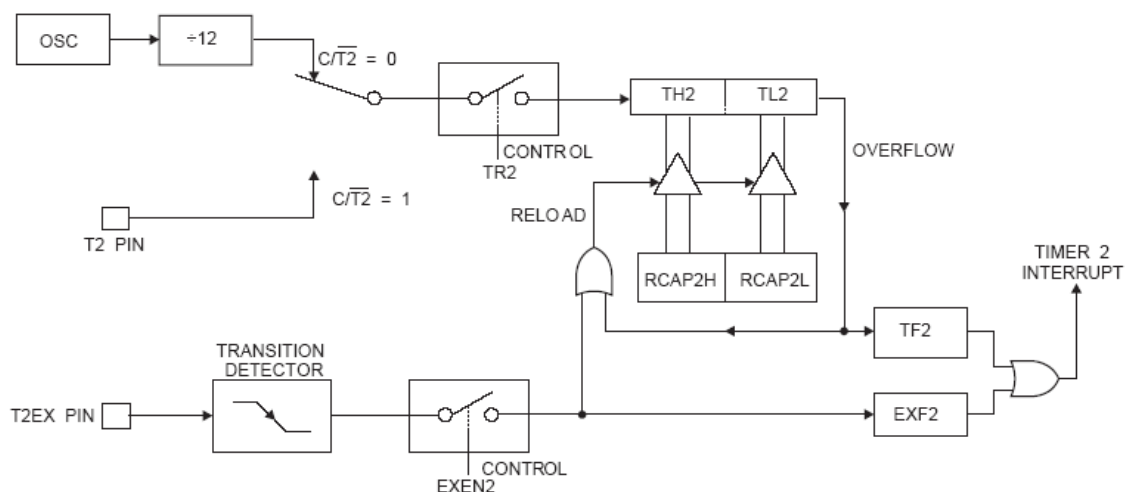 OSC
÷12
C/T2 = 0
TH2
TL2
CONTROL
TR2
OVERFLOW
C/T2 = 1
T2 PIN
RELOAD
RCAP2H
RCAP2L
TIMER 2
INTERRUPT
TF2
TRANSITION
DETECTOR
T2EX PIN
EXF2
CONTROL
EXEN2